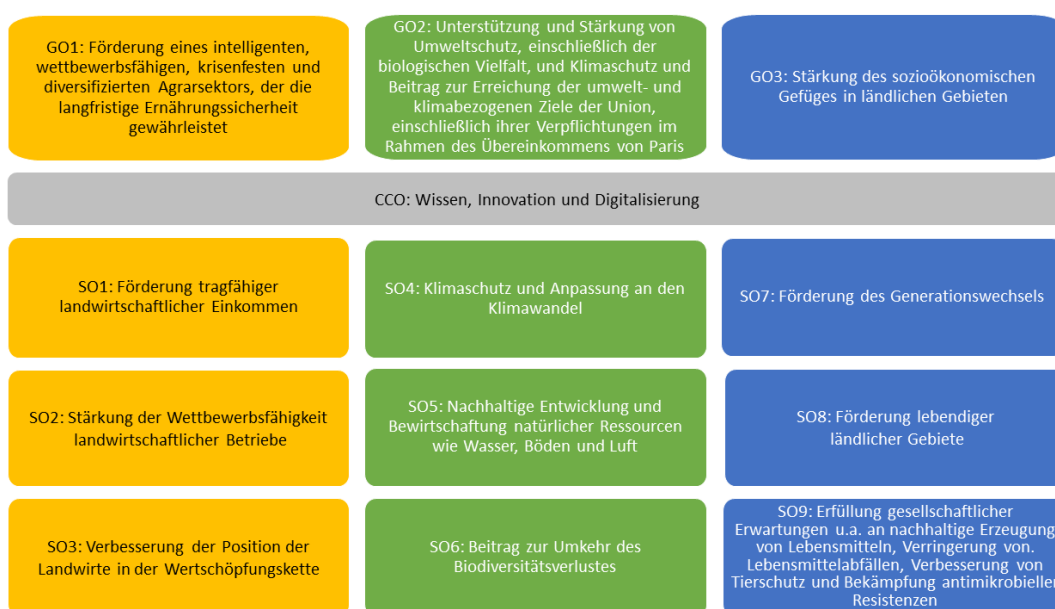 GO1: Förderung eines intelligenten,
wettbewerbsfähigen, krisenfesten und
diversifizierten Agrarsektors, der die
langfristige Ernährungssicherheit
gewährleistet
GO2: Unterstützung und Stärkung von
Umweltschutz, einschließlich der
biologischen Vielfalt, und Klimaschutz und
Beitrag zur Erreichung der umwelt- und
klimabezogenen Ziele der Union,
einschließlich ihrer Verpflichtungen im
Rahmen des Übereinkommens von Paris
GO3: Stärkung des sozioökonomischen
Gefüges in ländlichen Gebieten
CCO: Wissen, Innovation und Digitalisierung
SO1: Förderung tragfähiger
landwirtschaftlicher Einkommen
SO4: Klimaschutz und Anpassung an den
Klimawandel
SO7: Förderung des Generationswechsels
SO2: Stärkung der Wettbewerbsfähigkeit
landwirtschaftlicher Betriebe
SO5: Nachhaltige Entwicklung und
Bewirtschaftung natürlicher Ressourcen
wie Wasser, Böden und Luft
SO8: Förderung lebendiger
ländlicher Gebiete
SO3: Verbesserung der Position der
Landwirte in der Wertschöpfungskette
SO6: Beitrag zur Umkehr des
Biodiversitätsverlustes
SO9: Erfüllung gesellschaftlicher
Erwartungen u.a. an nachhaltige Erzeugung
von Lebensmitteln, Verringerung von.
Lebensmittelabfällen, Verbesserung von
Tierschutz und Bekämpfung antimikrobieller
Resistenzen